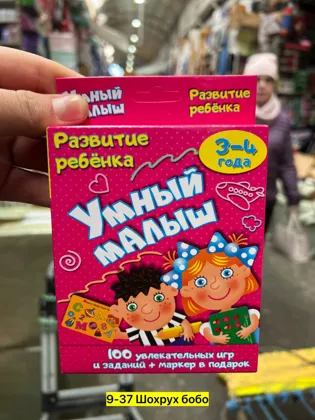 Умный малыш
Развитие ребёнка
Развитие ребёнка
3-4 года
Умный малыш
100 увлекательных игр
и заданий + маркер в подарок
9-37 Шохрух бобо